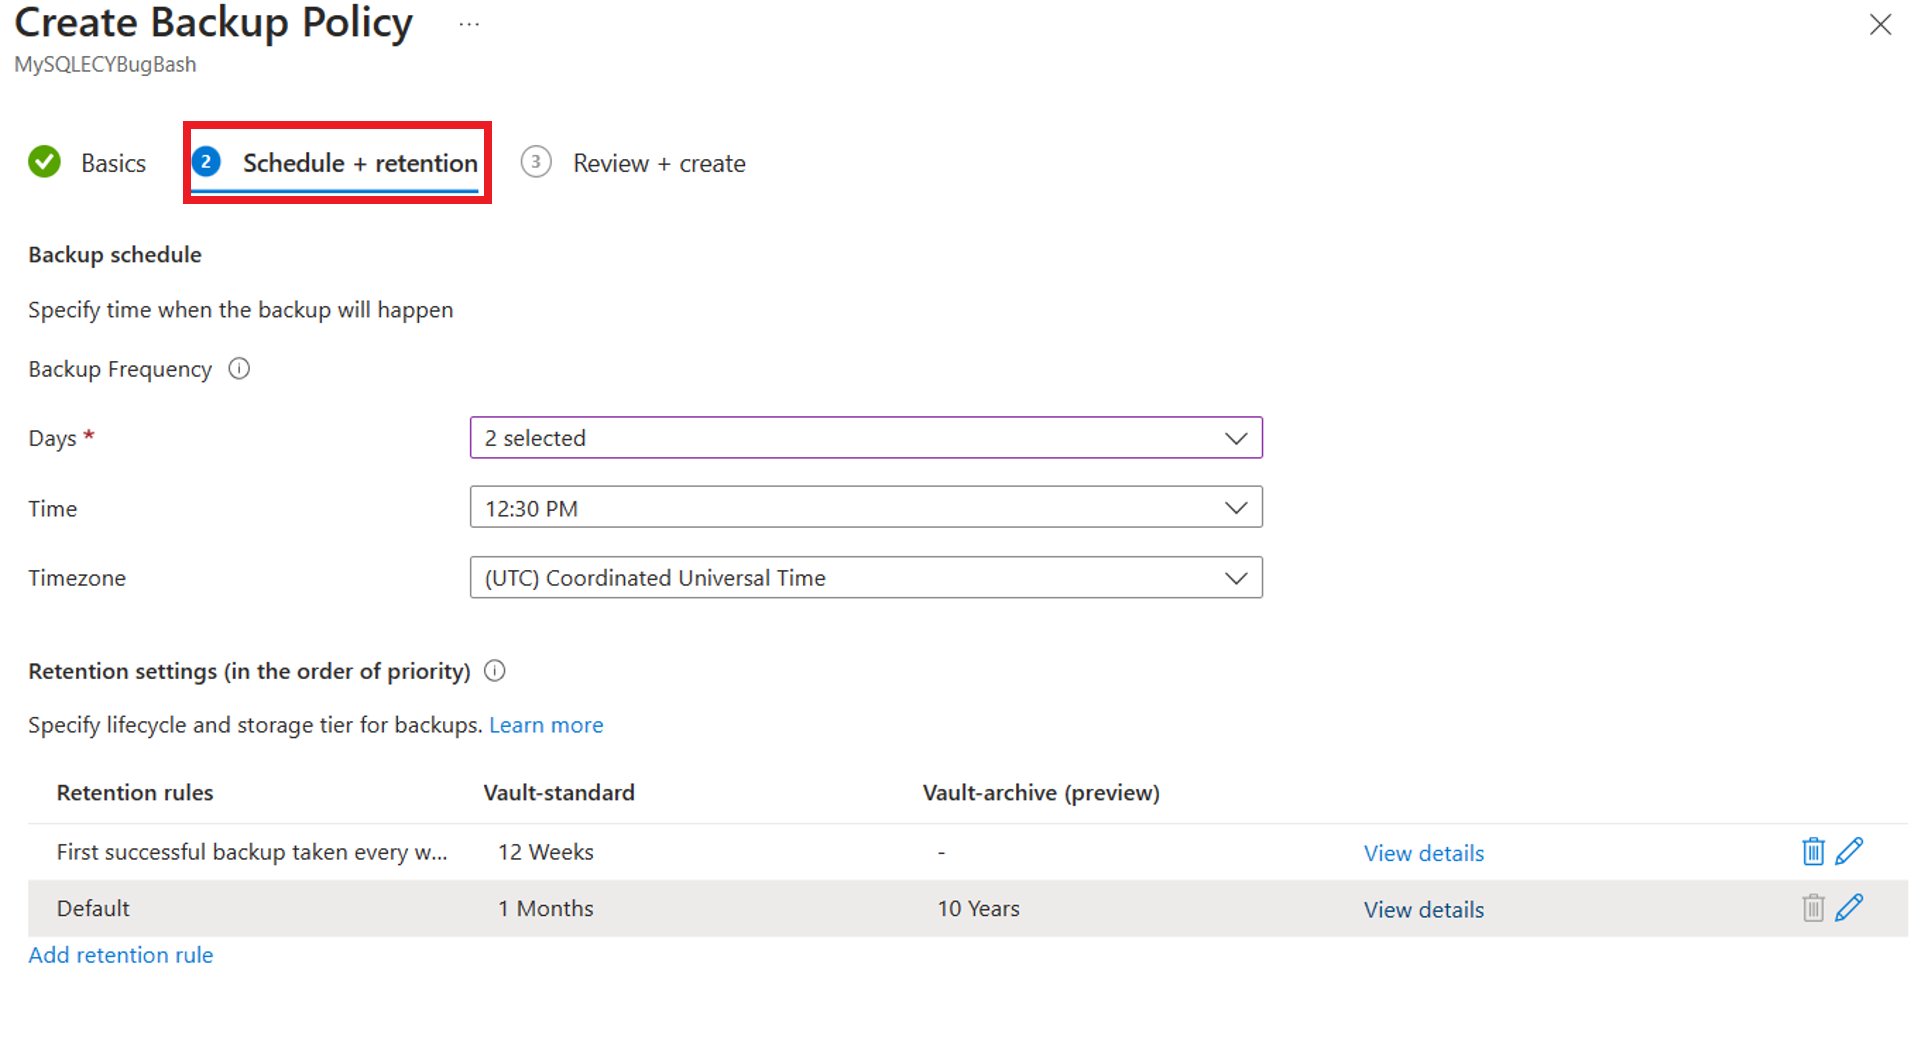 Create Backup Policy ...
MySQLECYBugBash
Basics 2 Schedule + retention 3 Review + create
Backup schedule
Specify time when the backup will happen
Backup Frequency
Days * 2 selected
Time 12:30 PM
Timezone (UTC) Coordinated Universal Time
Retention settings (in the order of priority)
Specify lifecycle and storage tier for backups. Learn more
Retention rules Vault-standard Vault-archive (preview)
First successful backup taken every w... 12 Weeks - View details
Default 1 Months 10 Years View details
Add retention rule